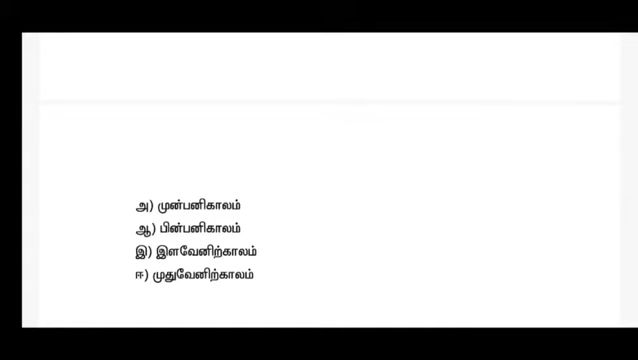 அ) முன்பனிகாலம்
ஆ) பின்பனிகாலம்
இ) இளவேனிற்காலம்
ஈ) முதுவேனிற்காலம்